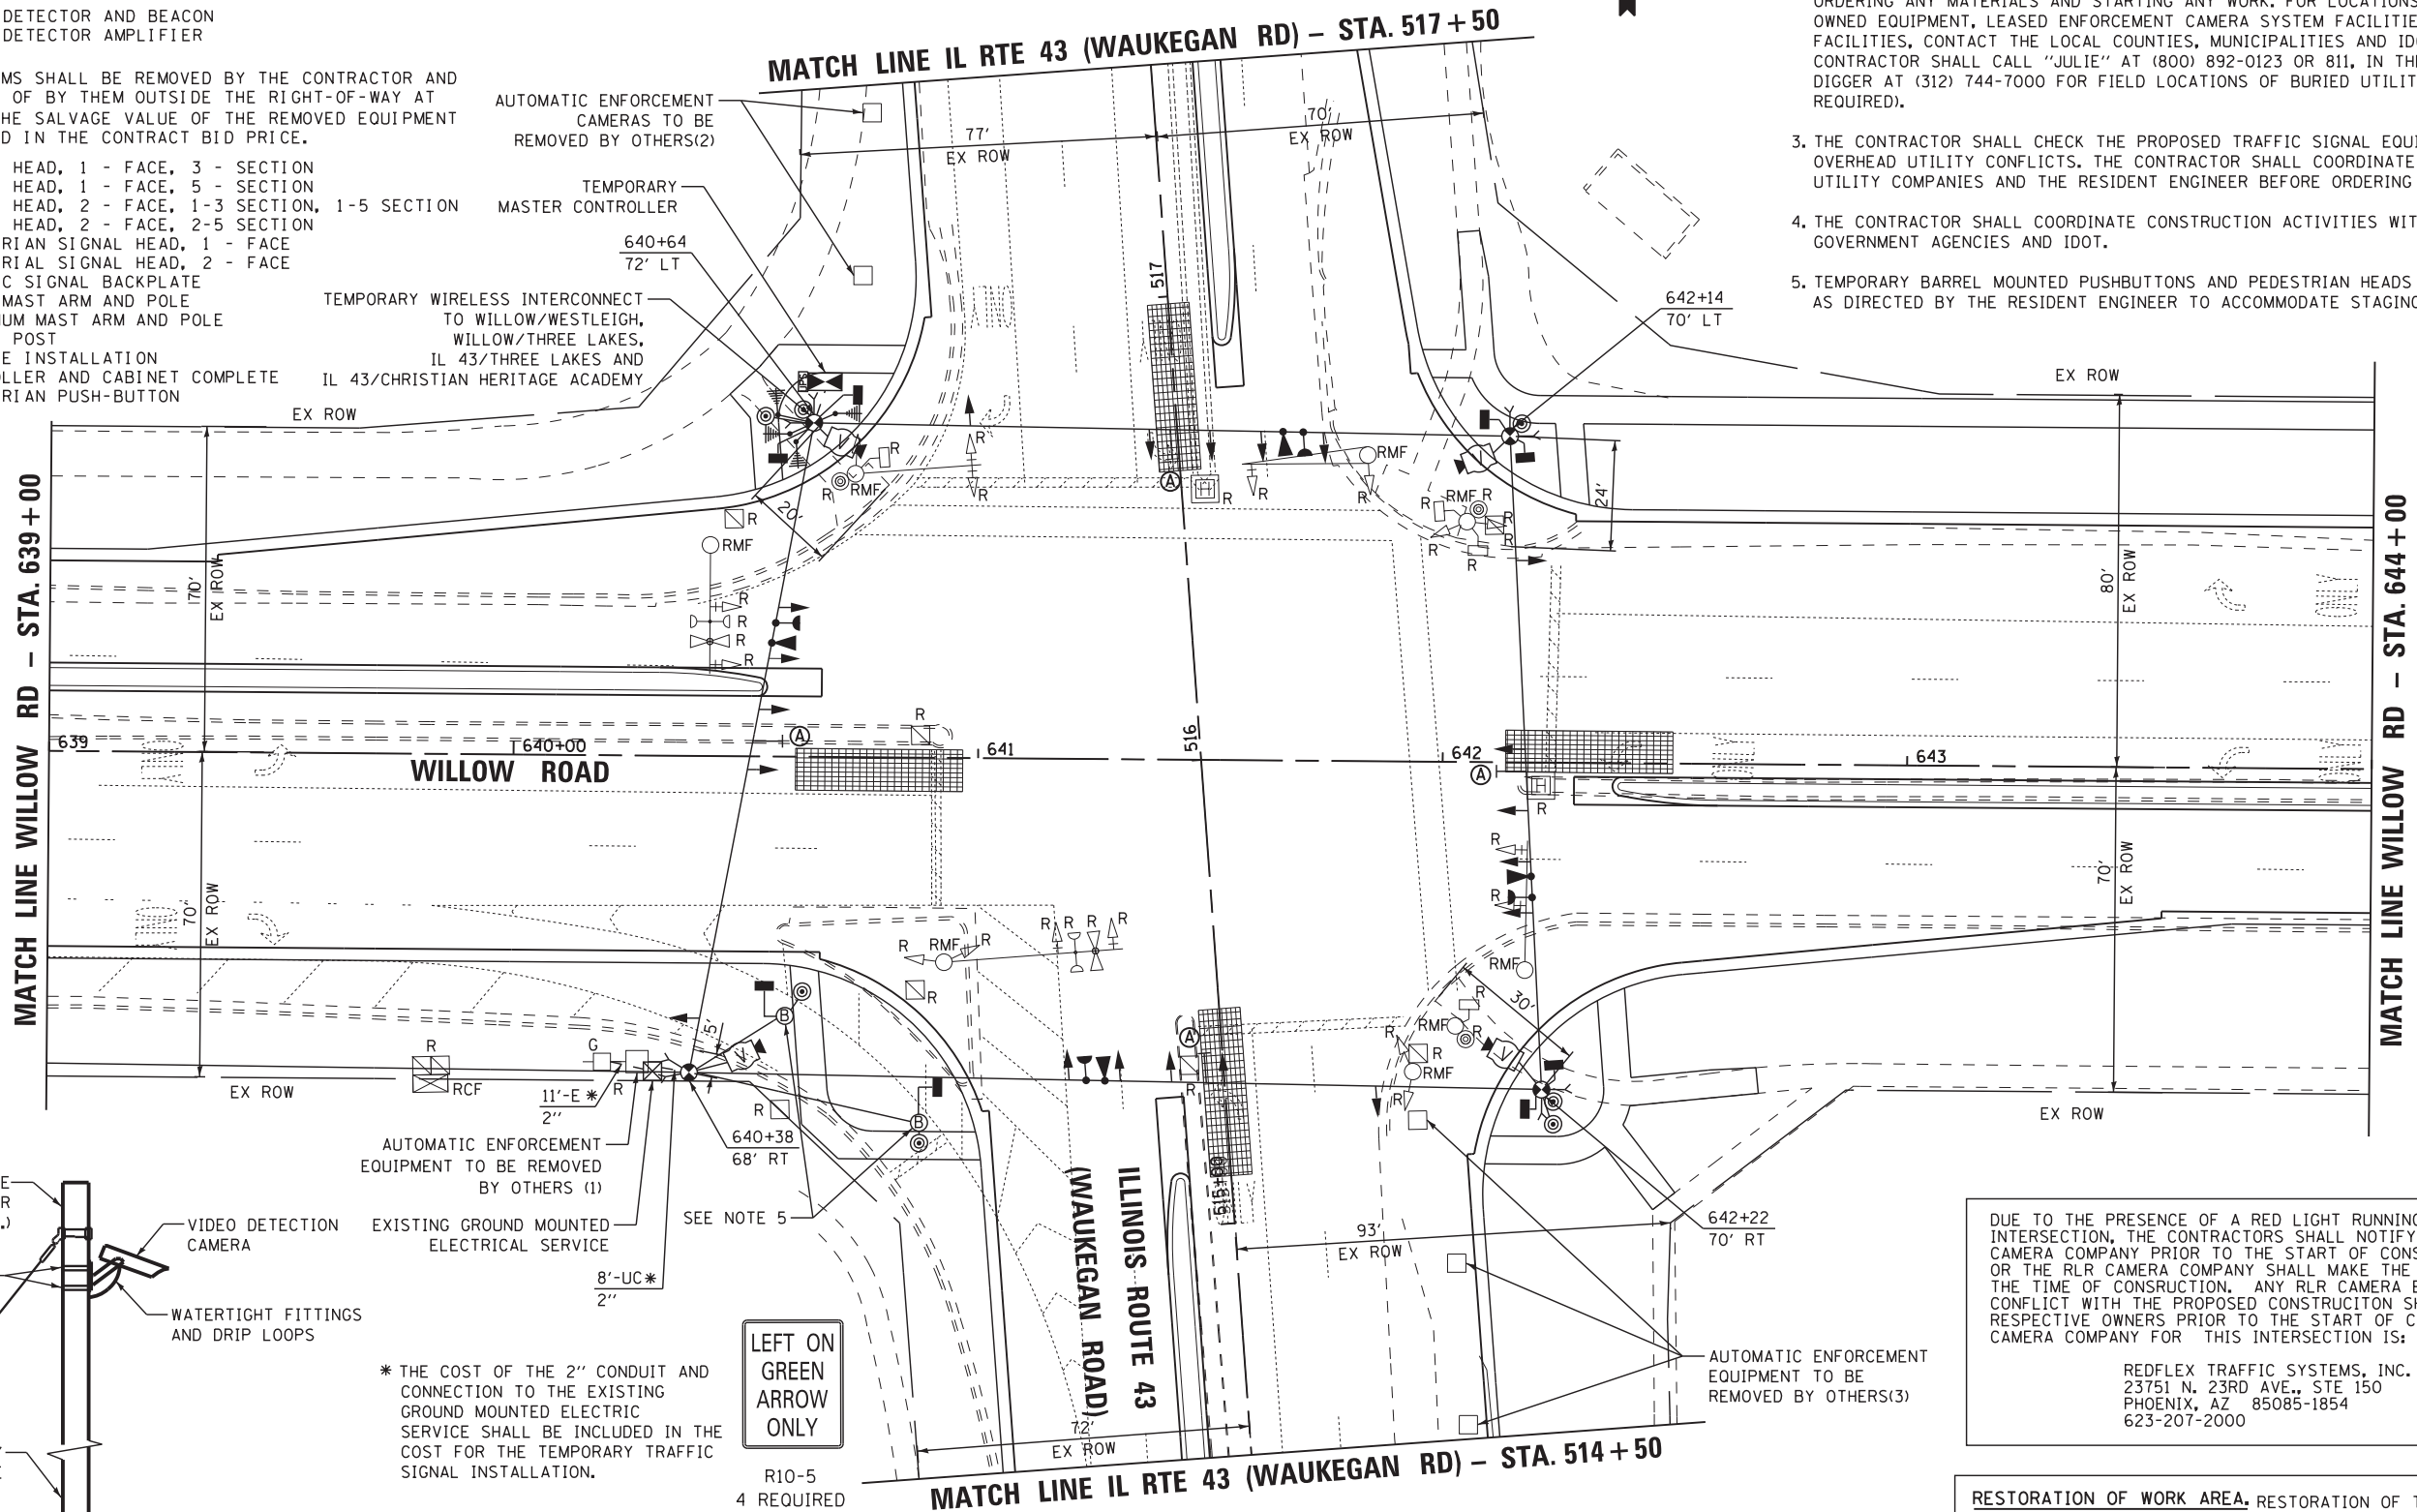 DETECTOR AND BEACON
DETECTOR AMPLIFIER
MS SHALL BE REMOVED BY THE CONTRACTOR AND
OF BY THEM OUTSIDE THE RIGHT-OF-WAY AT
HE SALVAGE VALUE OF THE REMOVED EQUIPMENT
D IN THE CONTRACT BID PRICE.
HEAD, 1 - FACE, 3 - SECTION
HEAD, 1 - FACE, 5 - SECTION
HEAD, 2 - FACE, 1-3 SECTION, 1-5 SECTION
HEAD, 2 - FACE, 2-5 SECTION
RIAN SIGNAL HEAD, 1 - FACE
RIAL SIGNAL HEAD, 2 - FACE
C SIGNAL BACKPLATE
MAST ARM AND POLE
NUM MAST ARM AND POLE
POST
E INSTALLATION
OLLER AND CABINET COMPLETE
RIAN PUSH-BUTTON
MATCH LINE IL RTE 43 (WAUKEGAN RD) – STA. 517+50
AUTOMATIC ENFORCEMENT
CAMERAS TO BE
REMOVED BY OTHERS(2)
TEMPORARY
MASTER CONTROLLER
640+64
72' LT
TEMPORARY WIRELESS INTERCONNECT
TO WILLOW/WESTLEIGH,
WILLOW/THREE LAKES,
IL 43/THREE LAKES AND
IL 43/CHRISTIAN HERITAGE ACADEMY
77'
EX ROW
70'
EX ROW
517
642+14
70' LT
ORDERING ANY MATERIALS AND STARTING ANY WORK. FOR LOCATIONS
OWNED EQUIPMENT, LEASED ENFORCEMENT CAMERA SYSTEM FACILITIE
FACILITIES, CONTACT THE LOCAL COUNTIES, MUNICIPALITIES AND ID
CONTRACTOR SHALL CALL "JULIE" AT (800) 892-0123 OR 811, IN THE
DIGGER AT (312) 744-7000 FOR FIELD LOCATIONS OF BURIED UTILIT
REQUIRED).
3. THE CONTRACTOR SHALL CHECK THE PROPOSED TRAFFIC SIGNAL EQUI
OVERHEAD UTILITY CONFLICTS. THE CONTRACTOR SHALL COORDINATE
UTILITY COMPANIES AND THE RESIDENT ENGINEER BEFORE ORDERING
4. THE CONTRACTOR SHALL COORDINATE CONSTRUCTION ACTIVITIES WIT
GOVERNMENT AGENCIES AND IDOT.
5. TEMPORARY BARREL MOUNTED PUSHBUTTONS AND PEDESTRIAN HEADS
AS DIRECTED BY THE RESIDENT ENGINEER TO ACCOMMODATE STAGING
EX ROW
EX ROW
MATCH LINE WILLOW RD – STA. 639+00
MATCH LINE WILLOW RD – STA. 644+00
70'
EX ROW
80'
EX ROW
20'
24'
R
RMF
R
R
RMF
R
R
R
RMF
R
A
R
R
RMF R
R
R
R
R
RMF
R
R
R
R
R
A
639
640+00
641
516
642
A
643
WILLOW ROAD
R
R
R
70'
EX ROW
70'
EX ROW
R
RMF
R
R
R
R
R
R
RMF
30'
R
RMF
R
R
R
RMF
R
A
R
B
5'
V
G
R
RCF
R
R
B
EX ROW
EX ROW
11'-E *
2"
640+38
68' RT
AUTOMATIC ENFORCEMENT
EQUIPMENT TO BE REMOVED
BY OTHERS (1)
EXISTING GROUND MOUNTED
ELECTRICAL SERVICE
8'-UC*
2"
SEE NOTE 5
VIDEO DETECTION
CAMERA
WATERTIGHT FITTINGS
AND DRIP LOOPS
* THE COST OF THE 2" CONDUIT AND
CONNECTION TO THE EXISTING
GROUND MOUNTED ELECTRIC
SERVICE SHALL BE INCLUDED IN THE
COST FOR THE TEMPORARY TRAFFIC
SIGNAL INSTALLATION.
LEFT ON
GREEN
ARROW
ONLY
R10-5
4 REQUIRED
ILLINOIS ROUTE 43
(WAUKEGAN ROAD)
515+00
93'
EX ROW
72'
EX ROW
642+22
70' RT
AUTOMATIC ENFORCEMENT
EQUIPMENT TO BE
REMOVED BY OTHERS(3)
MATCH LINE IL RTE 43 (WAUKEGAN RD) – STA. 514+50
DUE TO THE PRESENCE OF A RED LIGHT RUNNING
INTERSECTION, THE CONTRACTORS SHALL NOTIFY
CAMERA COMPANY PRIOR TO THE START OF CONS
OR THE RLR CAMERA COMPANY SHALL MAKE THE
THE TIME OF CONSRUCTION. ANY RLR CAMERA E
CONFLICT WITH THE PROPOSED CONSTRUCITON SH
RESPECTIVE OWNERS PRIOR TO THE START OF C
CAMERA COMPANY FOR THIS INTERSECTION IS:
REDFLEX TRAFFIC SYSTEMS, INC.
23751 N. 23RD AVE., STE 150
PHOENIX, AZ 85085-1854
623-207-2000
RESTORATION OF WORK AREA. RESTORATION OF T